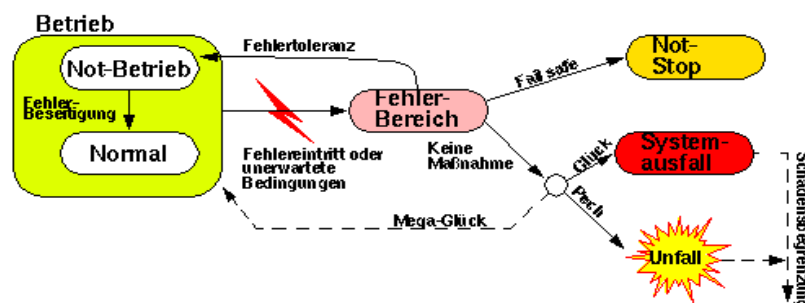 Betrieb
Not-Betrieb
Fehler-
Beseitigung
Normal
Fehlertoleranz
Fehlereintritt oder
unerwartete
Bedingungen
Fehler-
Bereich
Fail safe
Not-
Stop
Keine
Maßnahme
Glück
System-
ausfall
Pech
Mega-Glück
Unfall
Schadensbegrenzung